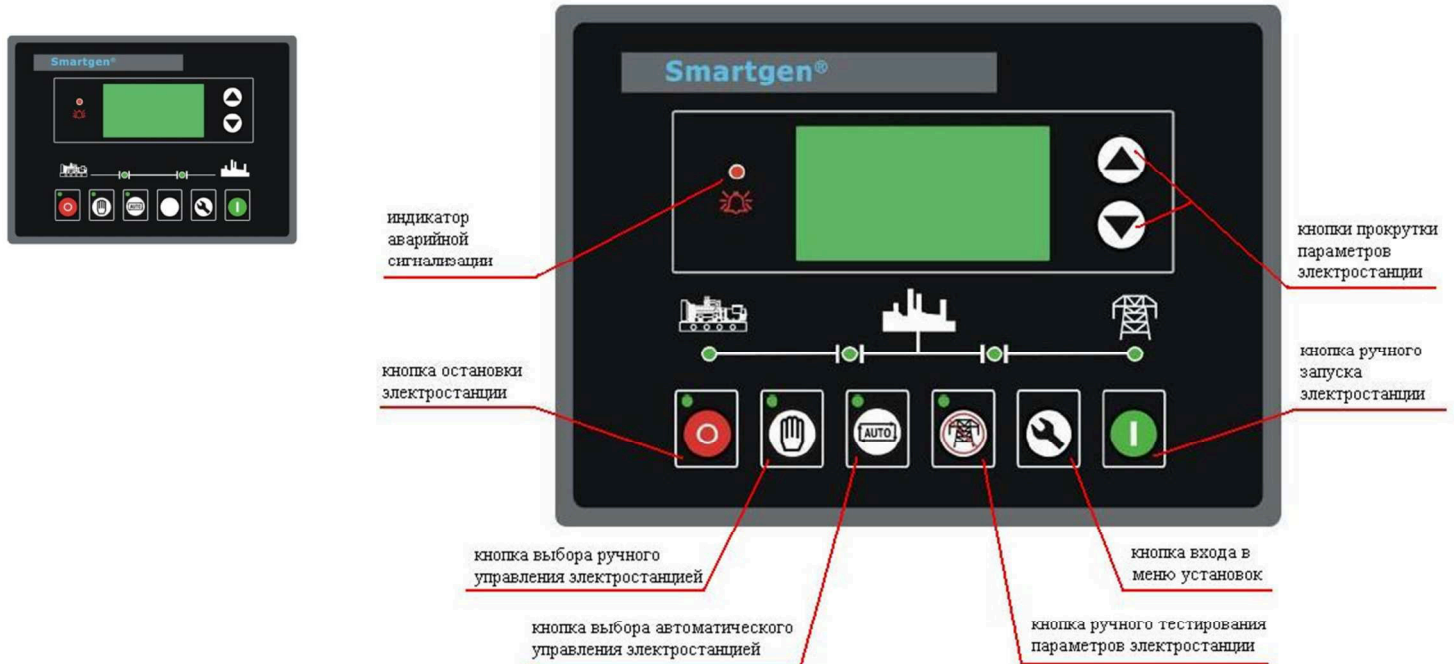 Smartgen®
AUTO
Smartgen®
индикатор
аварийной
сигнализации
кнопки прокрутки
параметров
электростанции
кнопка остановки
электростанции
кнопка ручного
запуска
электростанции
AUTO
кнопка выбора ручного
управления электростанцией
кнопка входа в
меню установок
кнопка выбора автоматического
управления электростанцией
кнопка ручного тестирования
параметров электростанции